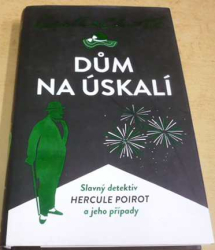 DŮM
NA ÚSKALÍ
Slavný detektiv
HERCULE POIROT
a jeho případy